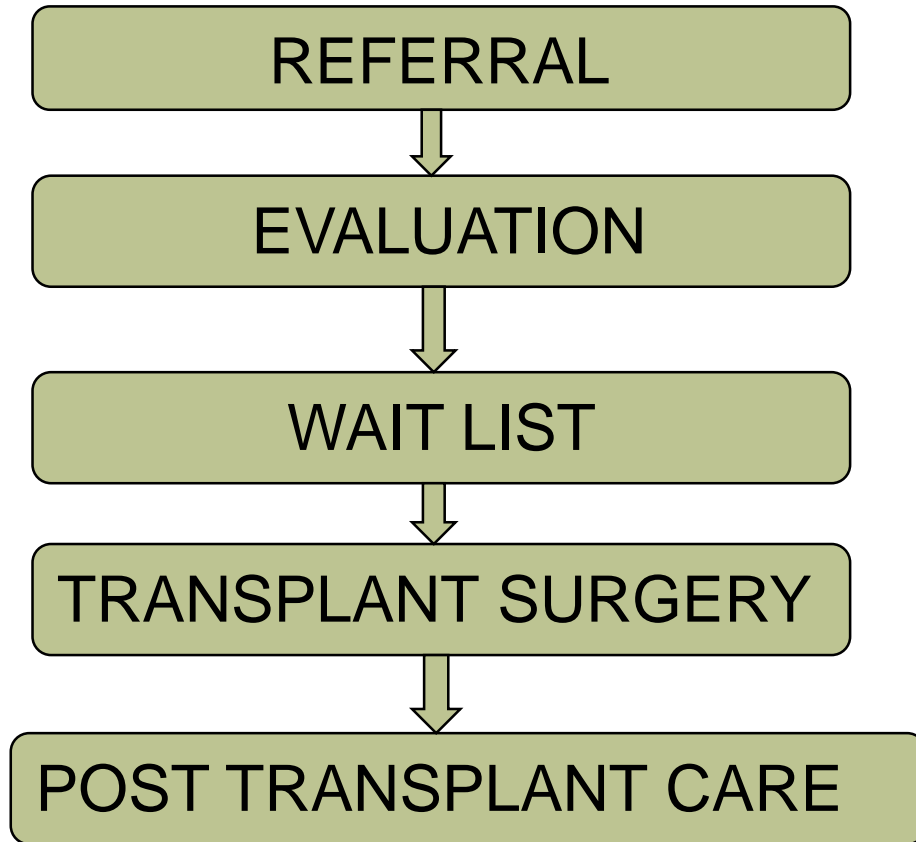 REFERRAL
EVALUATION
WAIT LIST
TRANSPLANT SURGERY
POST TRANSPLANT CARE